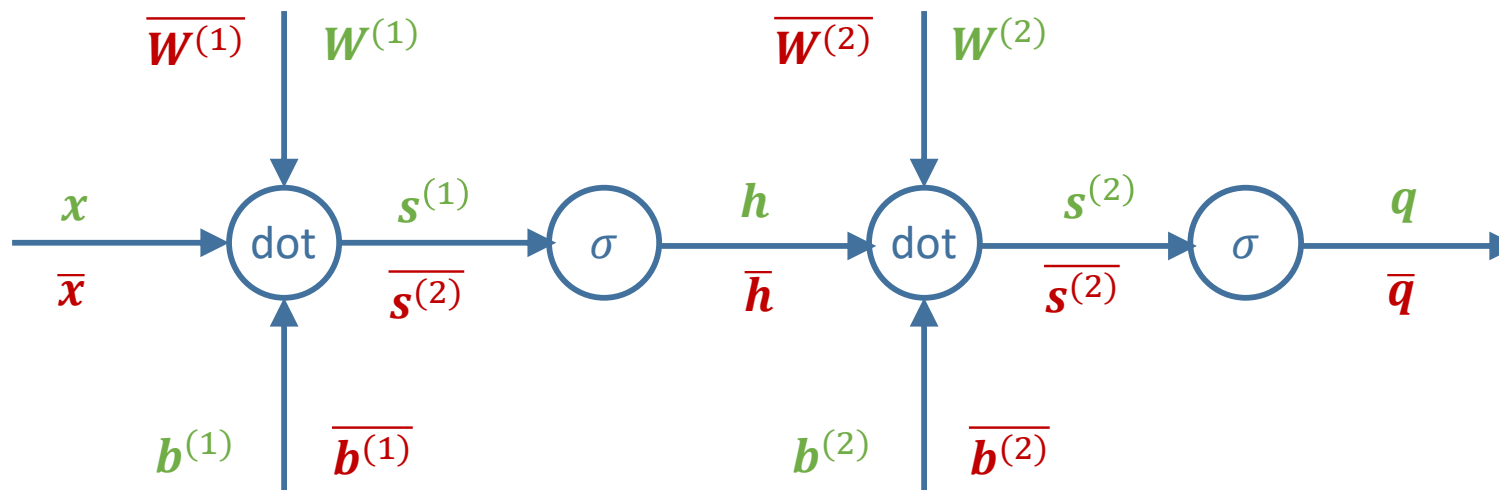 W̅⁽¹⁾ W⁽¹⁾ W̅⁽²⁾ W⁽²⁾
x s⁽¹⁾ h s⁽²⁾ q
dot σ dot σ
x̅ s̅⁽²⁾ h̅ s̅⁽²⁾ q̅
b⁽¹⁾ b̅⁽¹⁾ b⁽²⁾ b̅⁽²⁾